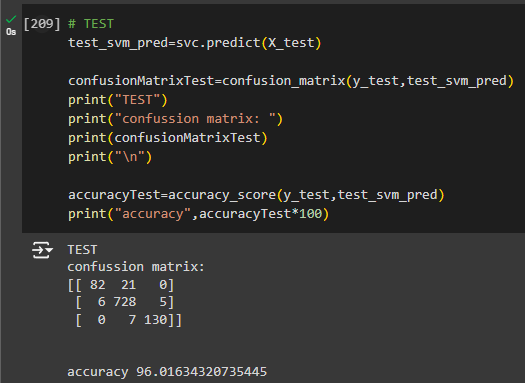 [209] # TEST
0s
test_svm_pred=svc.predict(X_test)
confusionMatrixTest=confusion_matrix(y_test,test_svm_pred)
print("TEST")
print("confussion matrix: ")
print(confusionMatrixTest)
print("\n")
accuracyTest=accuracy_score(y_test,test_svm_pred)
print("accuracy",accuracyTest*100)
TEST
confussion matrix:
[[ 82  21   0]
 [  6 728   5]
 [  0   7 130]]
accuracy 96.01634320735445